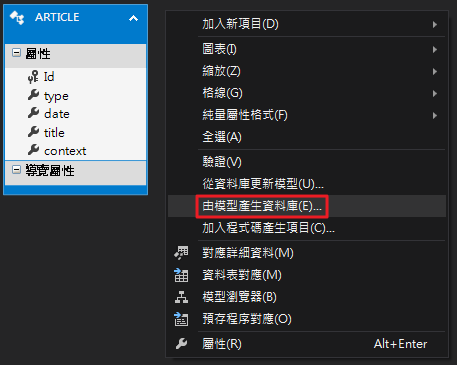 ARTICLE
屬性
Id
type
date
title
context
導覽屬性
加入新項目(D)
圖表(I)
縮放(Z)
格線(G)
純量屬性格式(F)
全選(A)
驗證(V)
從資料庫更新模型(U)...
由模型產生資料庫(E)...
加入程式碼產生項目(C)...
對應詳細資料(M)
資料表對應(M)
模型瀏覽器(B)
預存程序對應(O)
屬性(R) Alt+Enter